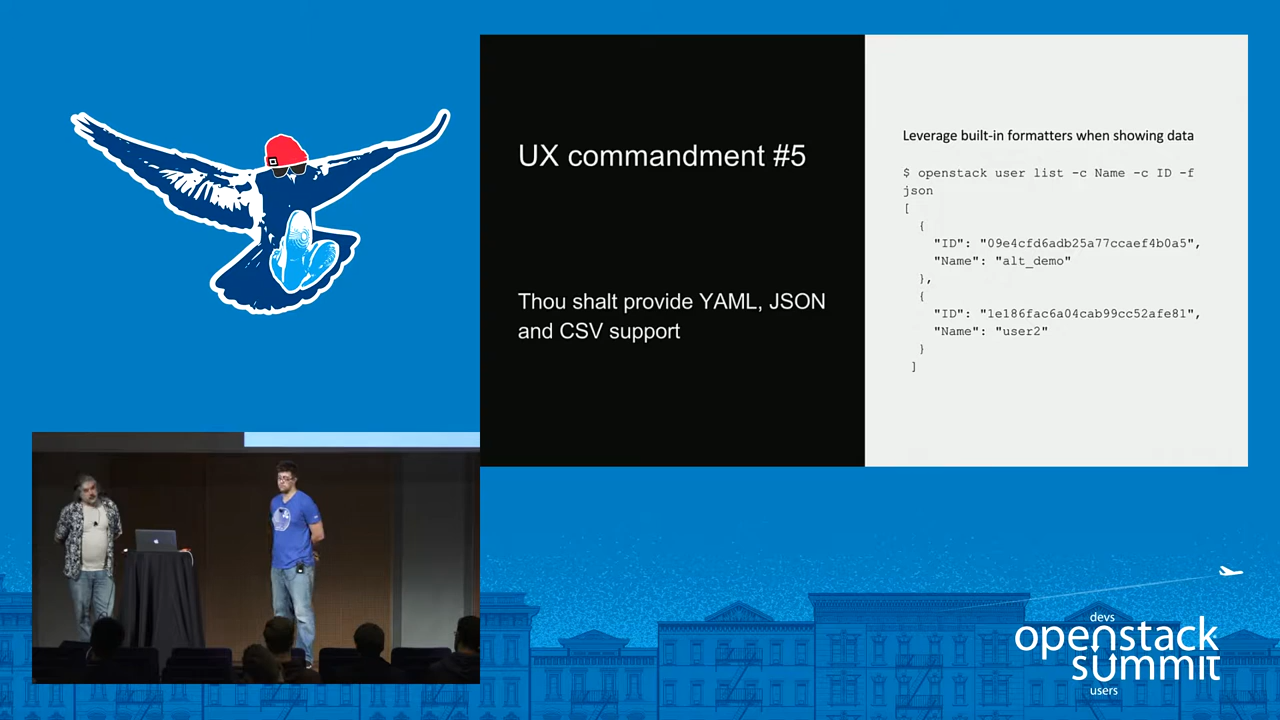 UX commandment #5
Thou shalt provide YAML, JSON
and CSV support
Leverage built-in formatters when showing data
$ openstack user list -c Name -c ID -f
json
[
{
"ID": "09e4cfd6adb25a77ccaef4b0a5",
"Name": "alt_demo"
},
{
"ID": "1e186fac6a04cab99cc52afe81",
"Name": "user2"
}
]
devs
openstack
summit
users